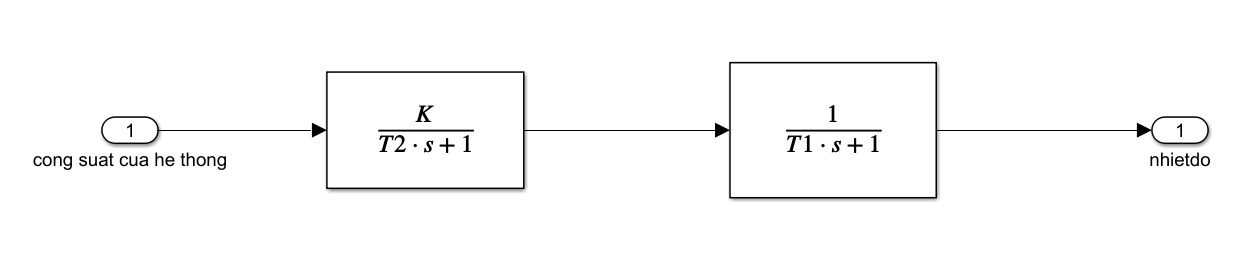 1
cong suat cua he thong
K
T2 · s + 1
1
T1 · s + 1
1
nhietdo